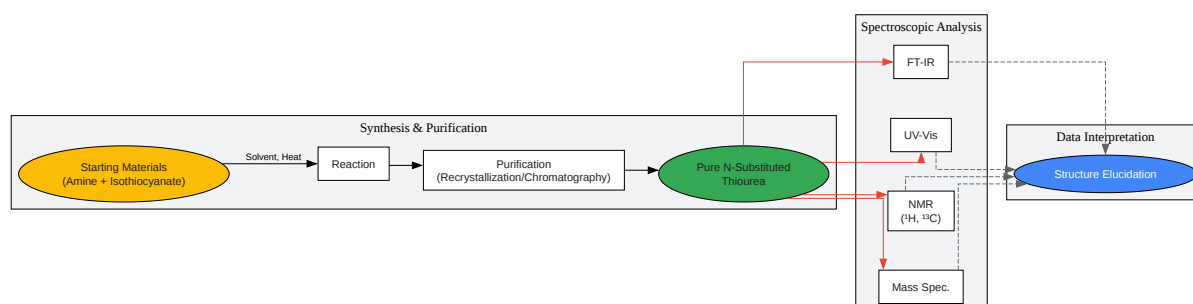 Spectroscopic Analysis
FT-IR
Synthesis & Purification
Starting Materials
(Amine + Isothiocyanate)
Solvent, Heat
Reaction
Purification
(Recrystallization/Chromatography)
Pure N-Substituted
Thiourea
UV-Vis
NMR
(¹H, ¹³C)
Mass Spec.
Data Interpretation
Structure Elucidation